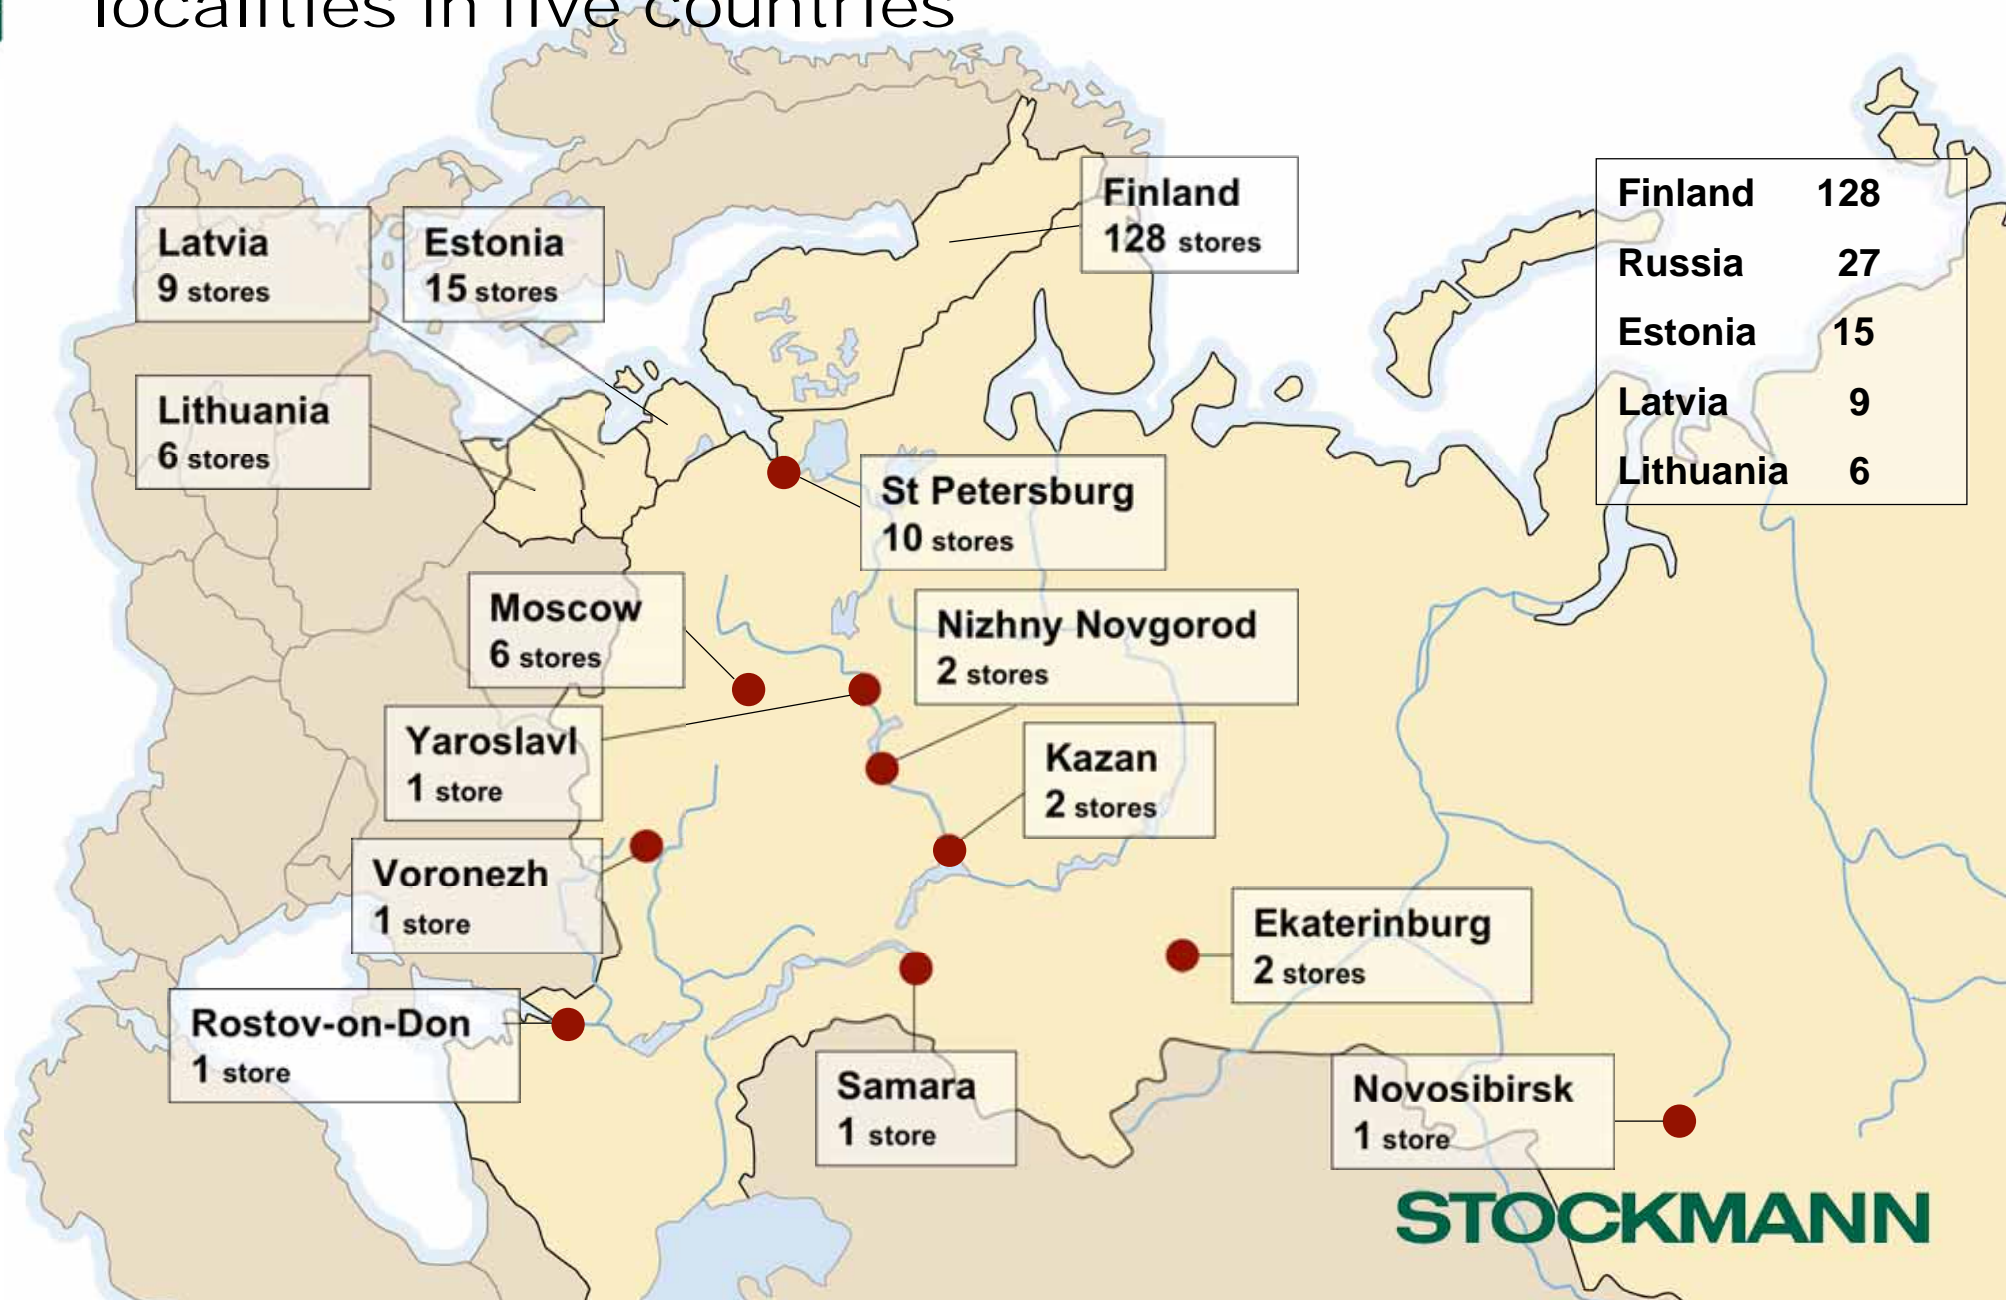 localities in five countries
Finland
128 stores
Latvia
9 stores
Estonia
15 stores
Lithuania
6 stores
Finland 128
Russia 27
Estonia 15
Latvia 9
Lithuania 6
St Petersburg
10 stores
Moscow
6 stores
Nizhny Novgorod
2 stores
Yaroslavl
1 store
Kazan
2 stores
Voronezh
1 store
Ekaterinburg
2 stores
Rostov-on-Don
1 store
Samara
1 store
Novosibirsk
1 store
STOCKMANN